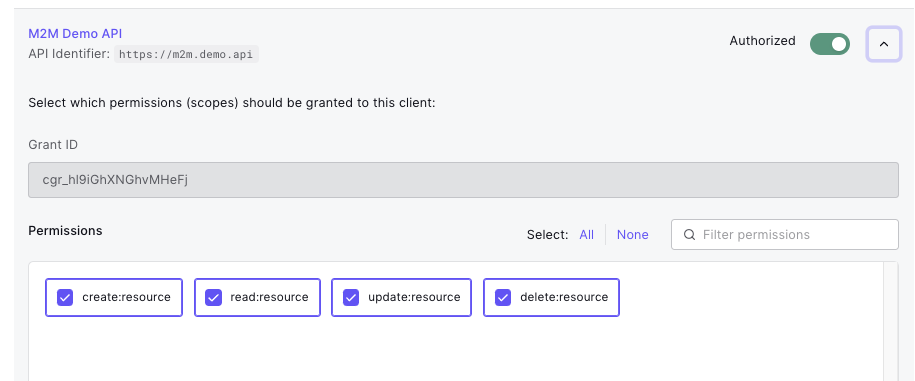 M2M Demo API
API Identifier: https://m2m.demo.api
Authorized
Select which permissions (scopes) should be granted to this client:
Grant ID
cgr_hl9iGhXNGhvMHeFj
Permissions
Select: All None
Filter permissions
create:resource read:resource update:resource delete:resource